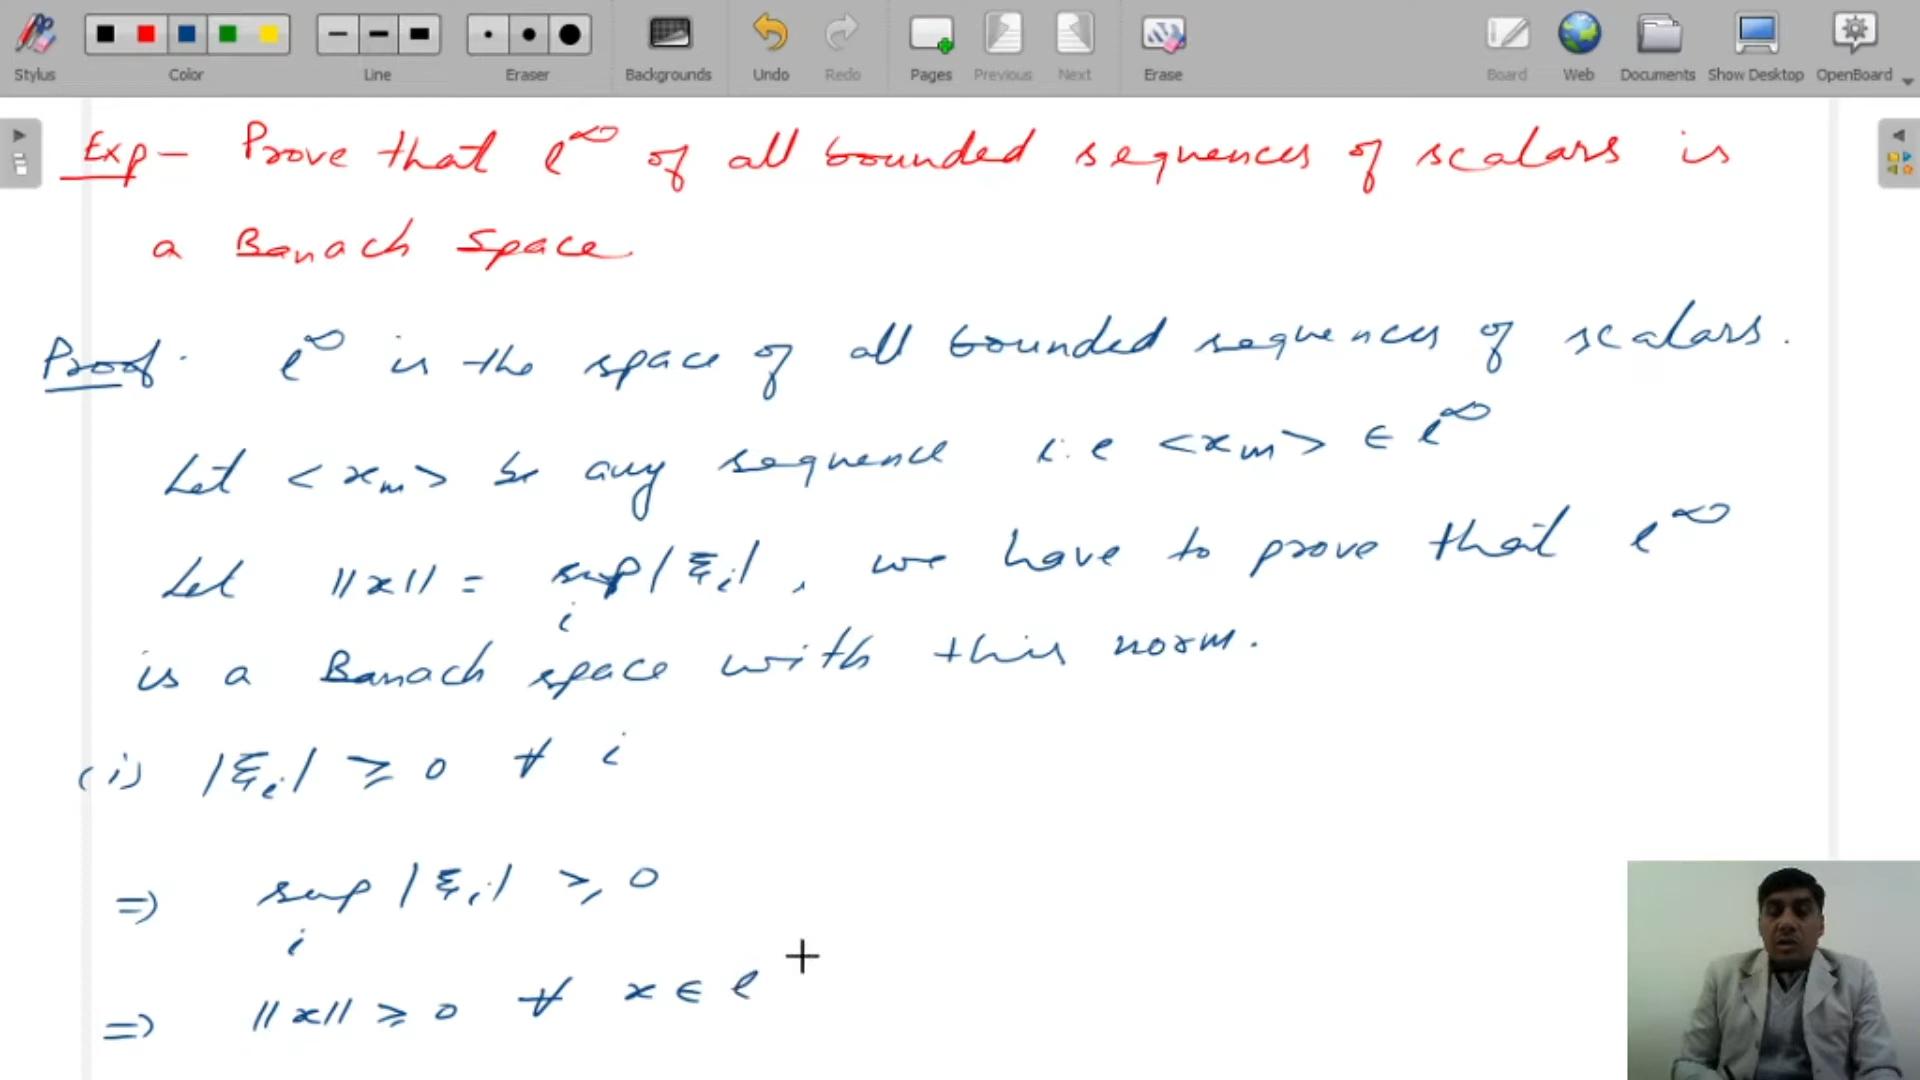 Stylus Color Line Eraser Backgrounds Undo Redo Pages Previous Next Erase Board Web Documents Show Desktop OpenBoard
Exp - Prove that l^∞ of all bounded sequences of scalars is
a Banach Space
Proof. l^∞ is the space of all bounded sequences of scalars.
Let <x_m> be any sequence i.e <x_m> ∈ l^∞
Let ||x|| = sup_i |ξ_i|, we have to prove that l^∞
is a Banach space with this norm.
(i) |ξ_i| ≥ 0 ∀ i
=> sup_i |ξ_i| ≥ 0
=> ||x|| ≥ 0 ∀ x ∈ l